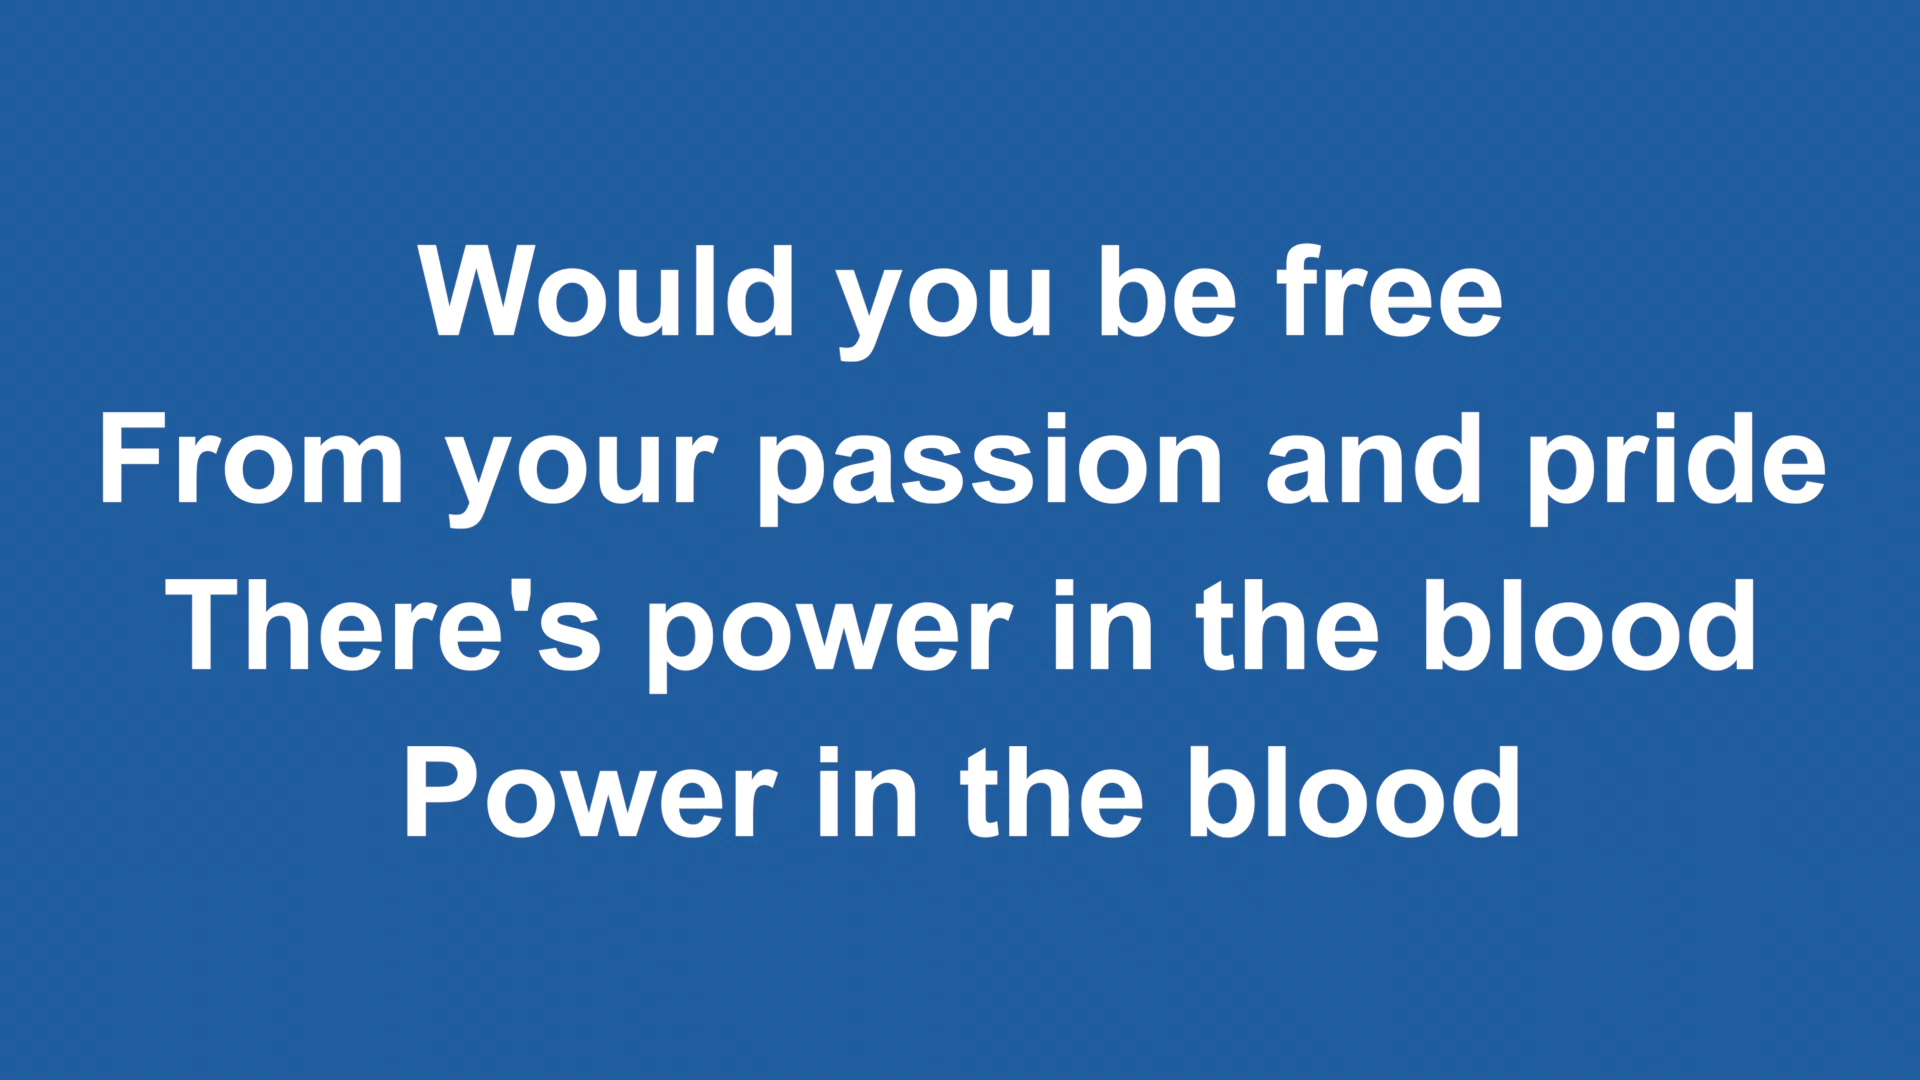 Would you be free
From your passion and pride
There's power in the blood
Power in the blood